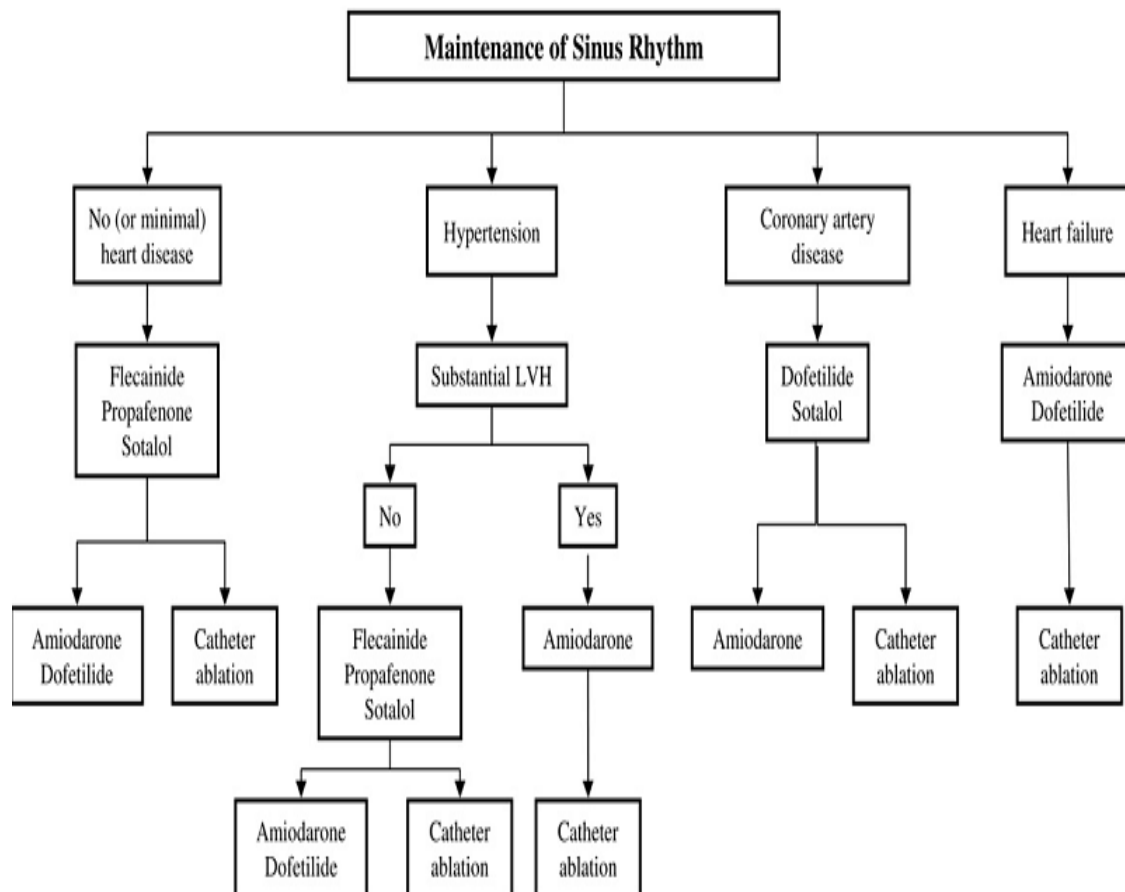 Maintenance of Sinus Rhythm
No (or minimal)
heart disease
Hypertension
Coronary artery
disease
Heart failure
Flecainide
Propafenone
Sotalol
Substantial LVH
Dofetilide
Sotalol
Amiodarone
Dofetilide
No
Yes
Amiodarone
Dofetilide
Catheter
ablation
Flecainide
Propafenone
Sotalol
Amiodarone
Amiodarone
Catheter
ablation
Catheter
ablation
Amiodarone
Dofetilide
Catheter
ablation
Catheter
ablation